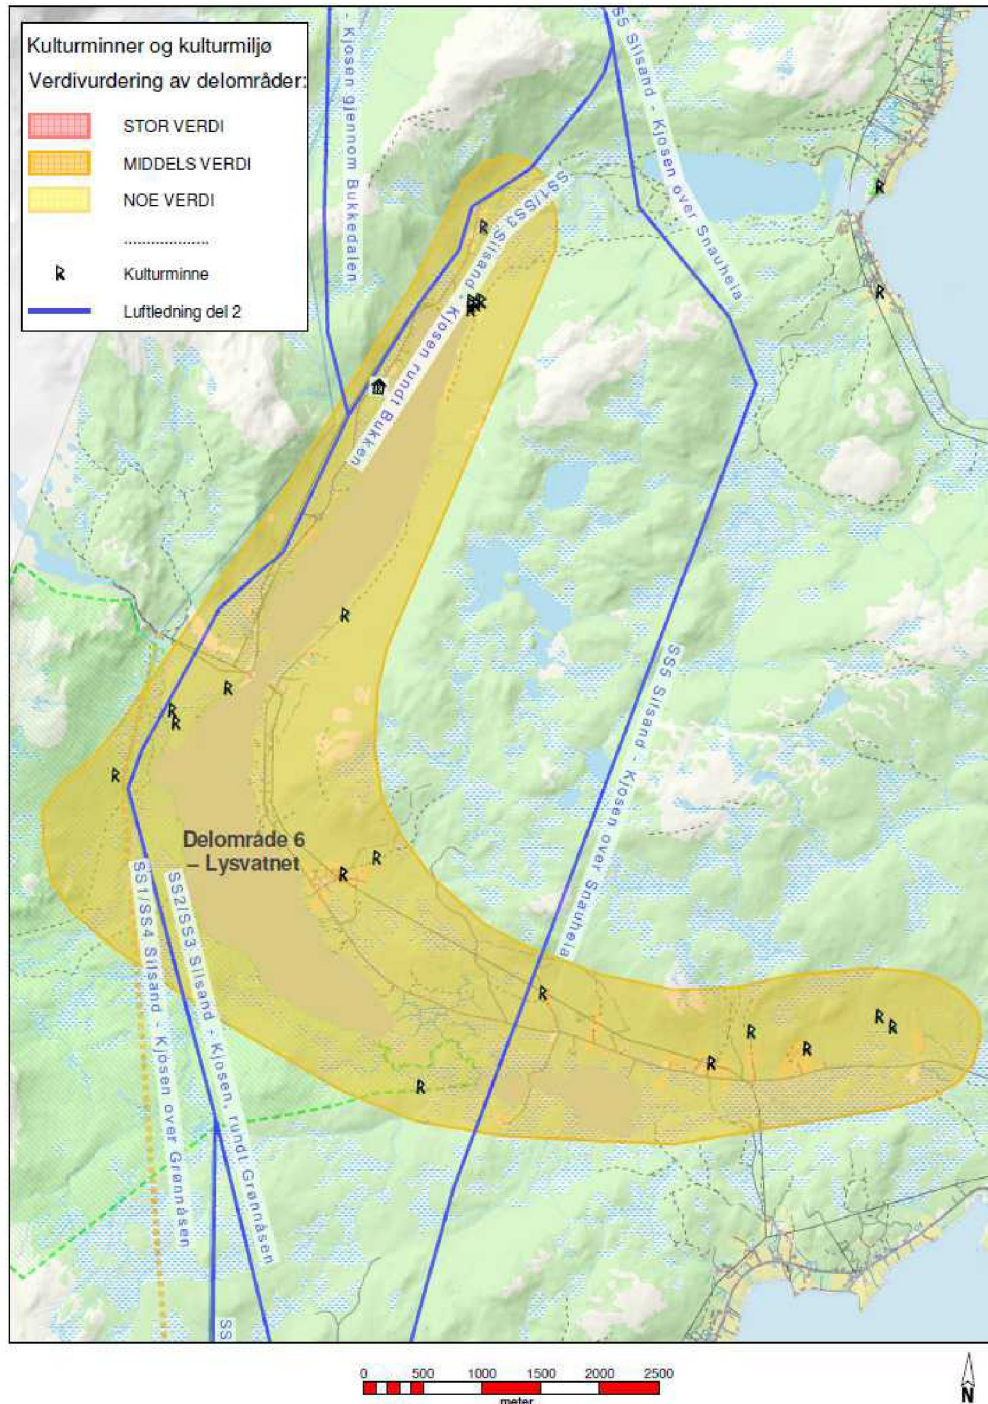 Kulturminner og kulturmiljø
Verdivurdering av delområder:
STOR VERDI
MIDDELS VERDI
NOE VERDI
....................
R Kulturminne
Luftledning del 2
- Kjosen gjennom Bukkedalen
SS5 Silsand - Kjosen over Snauheia
SS1/SS3 Silsand - Kjosen rundt Bukken
SS5 Silsand - Kjosen over Snauheia
Delområde 6
– Lysvatnet
SS1/SS4 Silsand - Kjosen over Grønnåsen
SS2/SS3 Silsand - Kjosen, rundt Grønnåsen
SS
0 500 1000 1500 2000 2500
meter
N